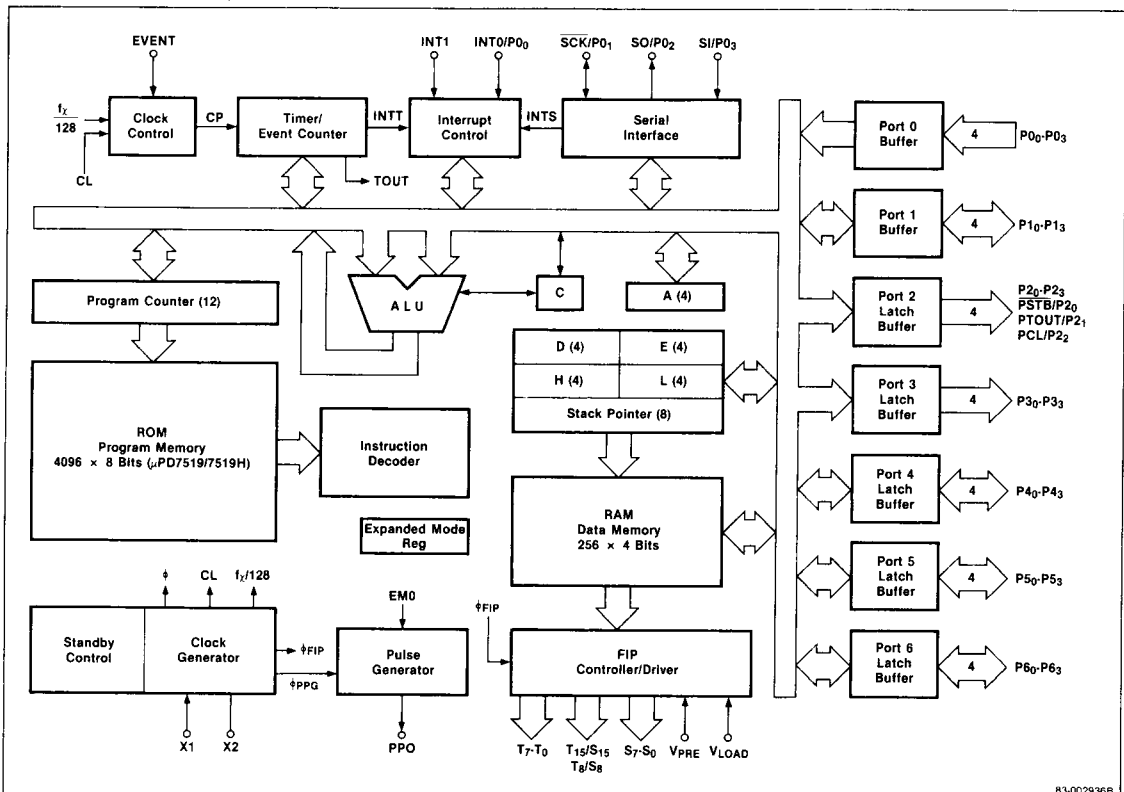 EVENT
INT1
INT0/P0₀
S̅C̅K̅/P0₁
SO/P0₂
SI/P0₃
fχ
128
CL
Clock
Control
CP
Timer/
Event Counter
TOUT
INTT
Interrupt
Control
INTS
Serial
Interface
Port 0
Buffer
4
P0₀-P0₃
Port 1
Buffer
4
P1₀-P1₃
Program Counter (12)
ALU
C
A (4)
Port 2
Latch
Buffer
4
P2₀-P2₃
P̅S̅T̅B̅/P2₀
PTOUT/P2₁
PCL/P2₂
D (4)
E (4)
H (4)
L (4)
Stack Pointer (8)
Port 3
Latch
Buffer
4
P3₀-P3₃
ROM
Program Memory
4096 × 8 Bits (μPD7519/7519H)
Instruction
Decoder
Expanded Mode
Reg
RAM
Data Memory
256 × 4 Bits
Port 4
Latch
Buffer
4
P4₀-P4₃
Port 5
Latch
Buffer
4
P5₀-P5₃
ϕ
CL
fχ/128
Standby
Control
Clock
Generator
ϕFIP
ϕPPG
X1
X2
EM0
Pulse
Generator
PPO
ϕFIP
FIP
Controller/Driver
Port 6
Latch
Buffer
4
P6₀-P6₃
T₇-T₀
T₁₅/S₁₅
T₈/S₈
S₇-S₀
VPRE
VLOAD
83-002936B